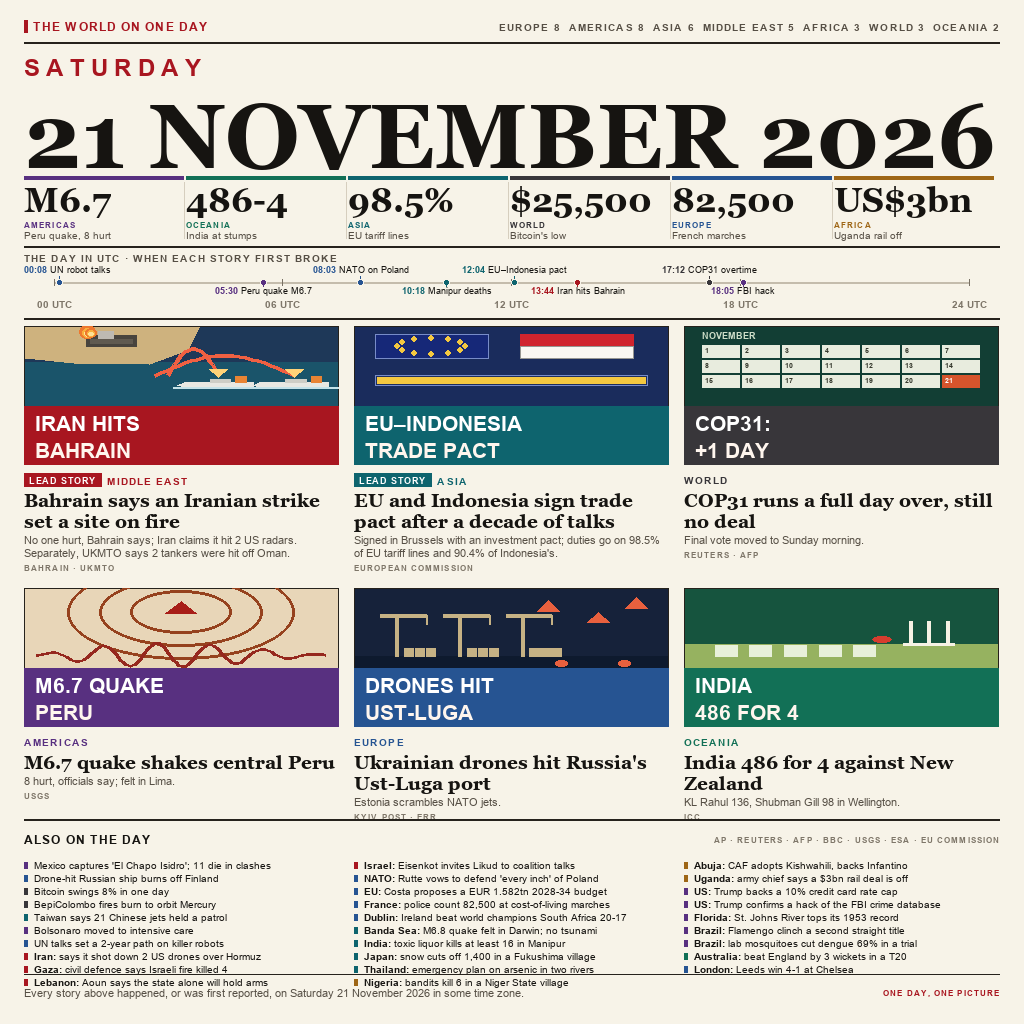 THE WORLD ON ONE DAY
EUROPE 8 AMERICAS 8 ASIA 6 MIDDLE EAST 5 AFRICA 3 WORLD 3 OCEANIA 2
SATURDAY
21 NOVEMBER 2026
M6.7
AMERICAS
Peru quake, 8 hurt
486-4
OCEANIA
India at stumps
98.5%
ASIA
EU tariff lines
$25,500
WORLD
Bitcoin's low
82,500
EUROPE
French marches
US$3bn
AFRICA
Uganda rail off
THE DAY IN UTC · WHEN EACH STORY FIRST BROKE
00:08 UN robot talks
08:03 NATO on Poland
12:04 EU–Indonesia pact
17:12 COP31 overtime
05:30 Peru quake M6.7
10:18 Manipur deaths
13:44 Iran hits Bahrain
18:05 FBI hack
00 UTC
06 UTC
12 UTC
18 UTC
24 UTC
IRAN HITS
BAHRAIN
LEAD STORY MIDDLE EAST
Bahrain says an Iranian strike
set a site on fire
No one hurt, Bahrain says; Iran claims it hit 2 US radars.
Separately, UKMTO says 2 tankers were hit off Oman.
BAHRAIN · UKMTO
EU–INDONESIA
TRADE PACT
LEAD STORY ASIA
EU and Indonesia sign trade
pact after a decade of talks
Signed in Brussels with an investment pact; duties go on 98.5%
of EU tariff lines and 90.4% of Indonesia's.
EUROPEAN COMMISSION
NOVEMBER
1 2 3 4 5 6 7
8 9 10 11 12 13 14
15 16 17 18 19 20 21
COP31:
+1 DAY
WORLD
COP31 runs a full day over, still
no deal
Final vote moved to Sunday morning.
REUTERS · AFP
M6.7 QUAKE
PERU
AMERICAS
M6.7 quake shakes central Peru
8 hurt, officials say; felt in Lima.
USGS
DRONES HIT
UST-LUGA
EUROPE
Ukrainian drones hit Russia's
Ust-Luga port
Estonia scrambles NATO jets.
KYIV POST · ERR
INDIA
486 FOR 4
OCEANIA
India 486 for 4 against New
Zealand
KL Rahul 136, Shubman Gill 98 in Wellington.
ICC
ALSO ON THE DAY
AP · REUTERS · AFP · BBC · USGS · ESA · EU COMMISSION
Mexico captures 'El Chapo Isidro'; 11 die in clashes
Drone-hit Russian ship burns off Finland
Bitcoin swings 8% in one day
BepiColombo fires burn to orbit Mercury
Taiwan says 21 Chinese jets held a patrol
Bolsonaro moved to intensive care
UN talks set a 2-year path on killer robots
Iran: says it shot down 2 US drones over Hormuz
Gaza: civil defence says Israeli fire killed 4
Lebanon: Aoun says the state alone will hold arms
Israel: Eisenkot invites Likud to coalition talks
NATO: Rutte vows to defend 'every inch' of Poland
EU: Costa proposes a EUR 1.582tn 2028-34 budget
France: police count 82,500 at cost-of-living marches
Dublin: Ireland beat world champions South Africa 20-17
Banda Sea: M6.8 quake felt in Darwin; no tsunami
India: toxic liquor kills at least 16 in Manipur
Japan: snow cuts off 1,400 in a Fukushima village
Thailand: emergency plan on arsenic in two rivers
Nigeria: bandits kill 6 in a Niger State village
Abuja: CAF adopts Kishwahili, backs Infantino
Uganda: army chief says a $3bn rail deal is off
US: Trump backs a 10% credit card rate cap
US: Trump confirms a hack of the FBI crime database
Florida: St. Johns River tops its 1953 record
Brazil: Flamengo clinch a second straight title
Brazil: lab mosquitoes cut dengue 69% in a trial
Australia: beat England by 3 wickets in a T20
London: Leeds win 4-1 at Chelsea
Every story above happened, or was first reported, on Saturday 21 November 2026 in some time zone.
ONE DAY, ONE PICTURE